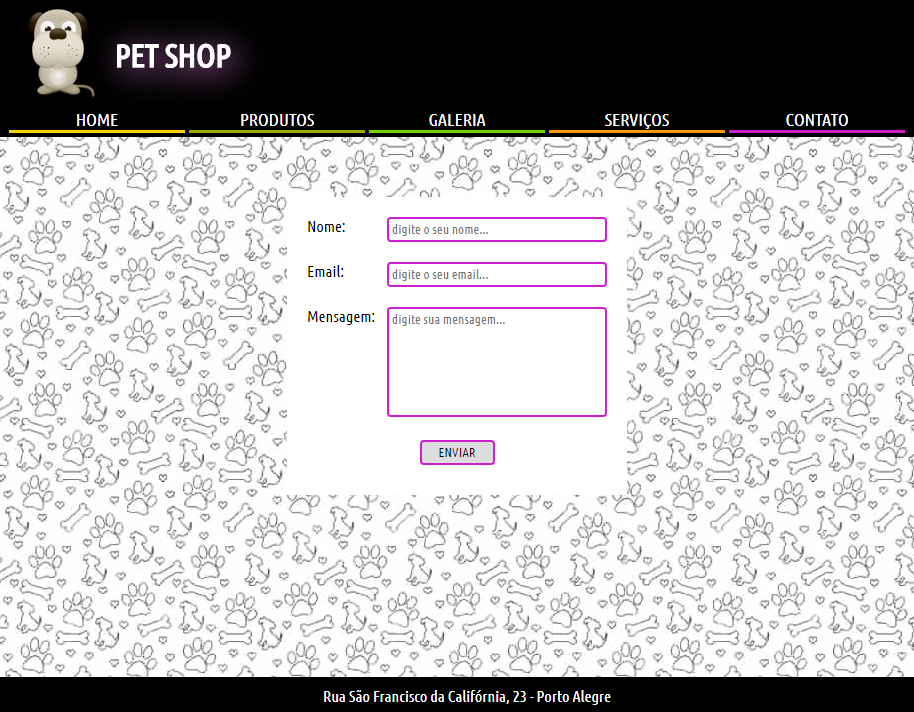 PET SHOP
HOME PRODUTOS GALERIA SERVIÇOS CONTATO
Nome: digite o seu nome...
Email: digite o seu email...
Mensagem: digite sua mensagem...
ENVIAR
Rua São Francisco da Califórnia, 23 - Porto Alegre